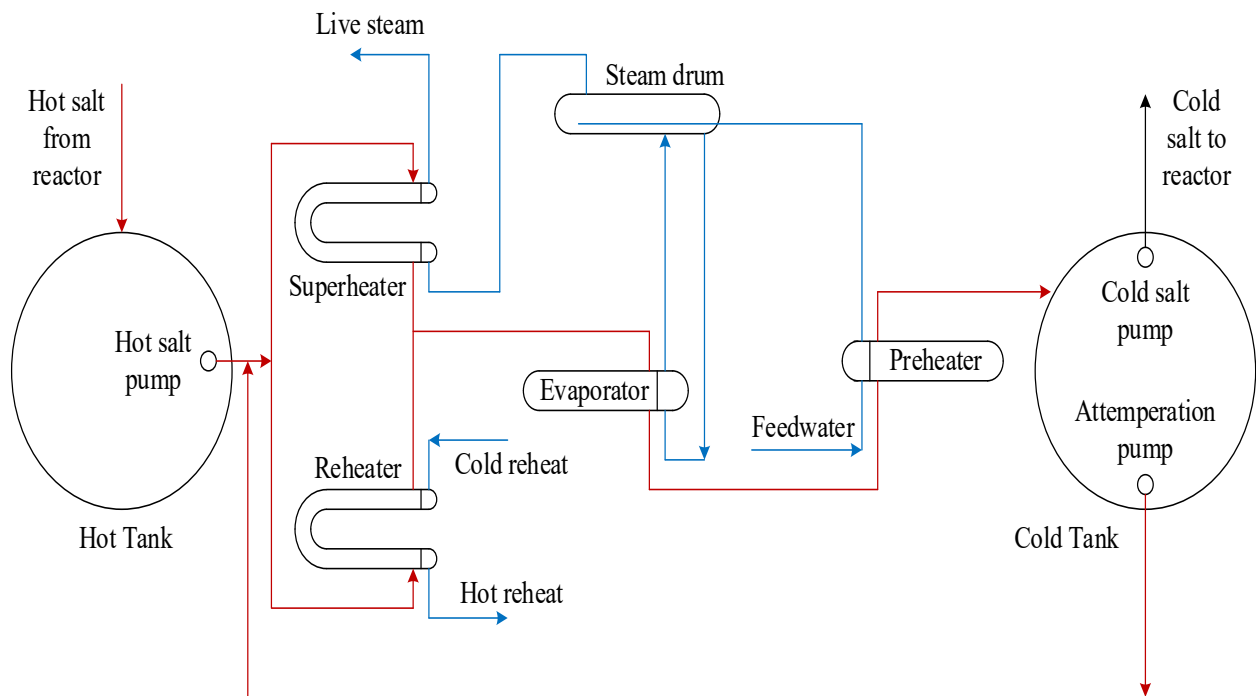 Live steam
Steam drum
Hot salt
from
reactor
Cold
salt to
reactor
Superheater
Cold salt
pump
Hot salt
pump
Evaporator
Preheater
Attemperation
pump
Feedwater
Reheater
Cold reheat
Hot Tank
Cold Tank
Hot reheat